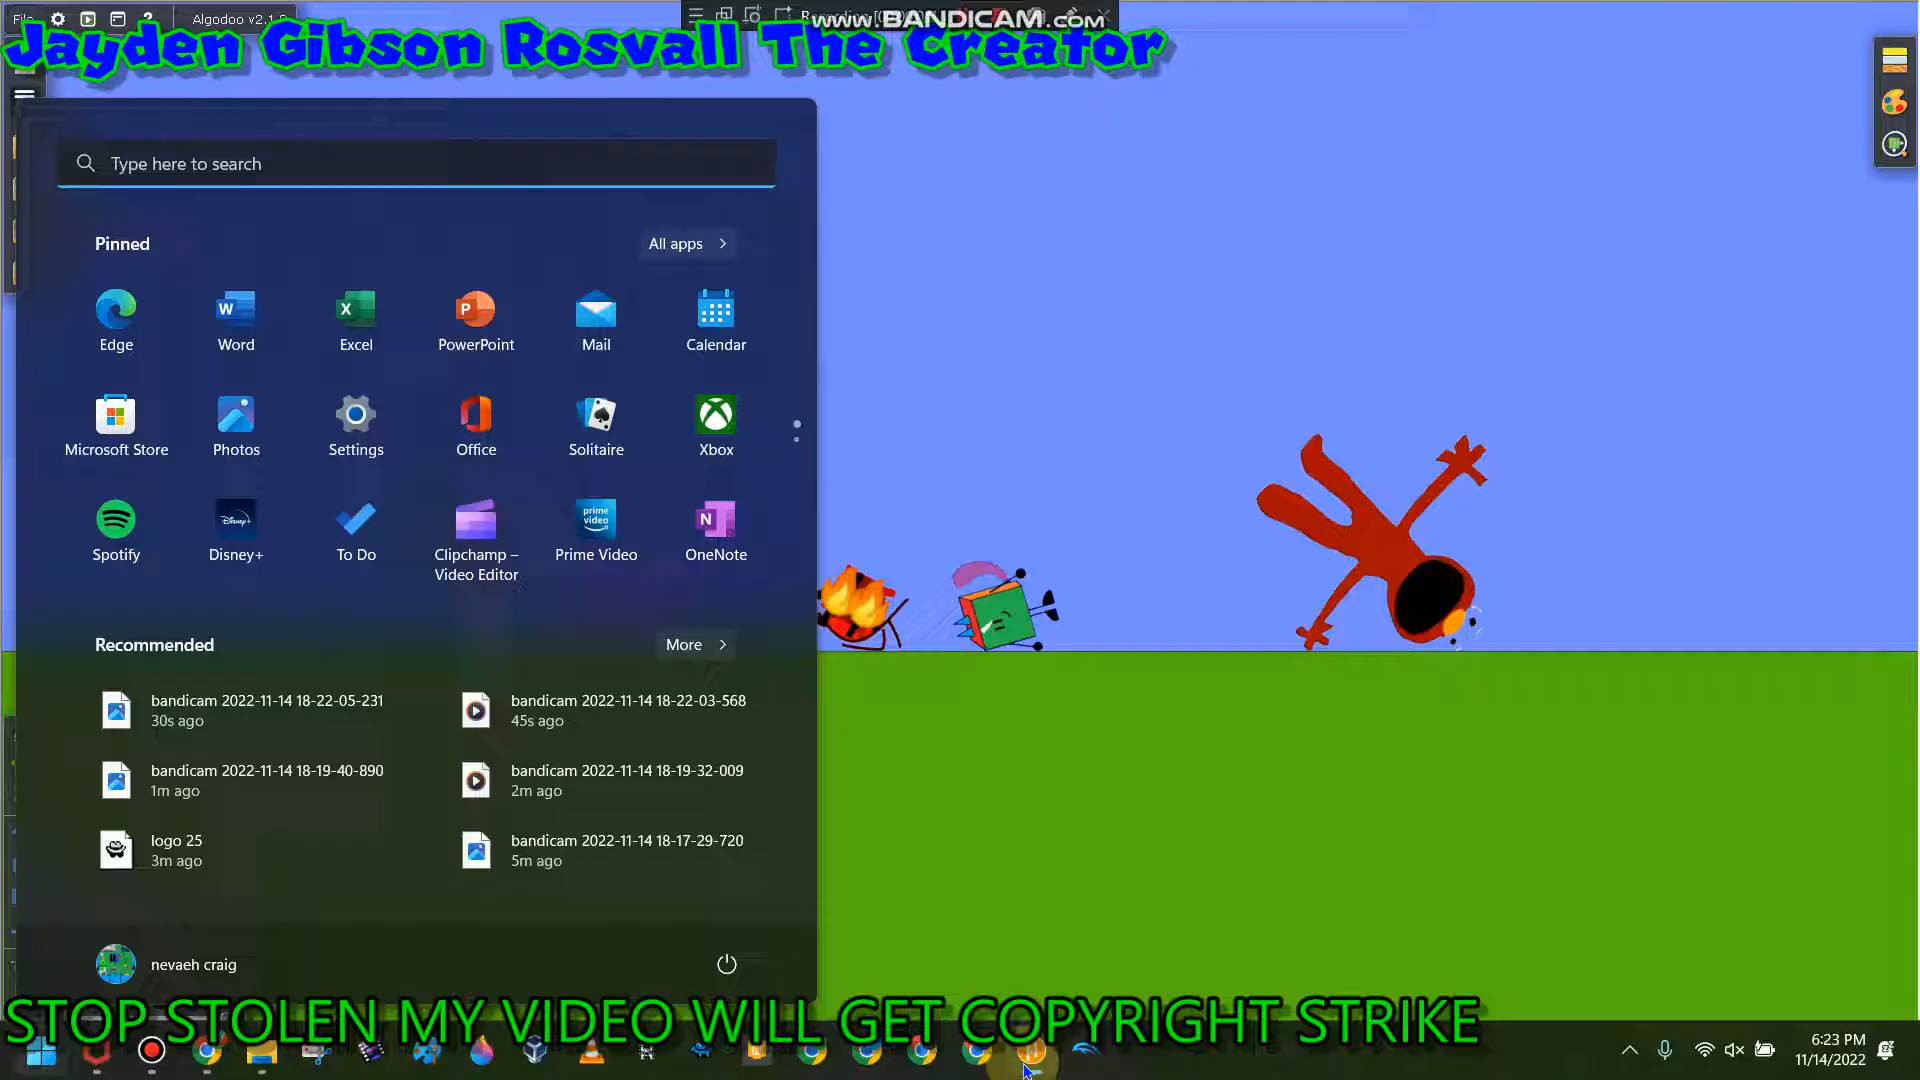 File
?
Algodoo v2.1.
WWW.BANDICAM.COM
Jayden Gibson Rosvall The Creator
Type here to search
Pinned
All apps
Edge
Word
Excel
PowerPoint
Mail
Calendar
Microsoft Store
Photos
Settings
Office
Solitaire
Xbox
Spotify
Disney+
To Do
Clipchamp –
Video Editor
prime video
Prime Video
OneNote
Recommended
More
bandicam 2022-11-14 18-22-05-231
30s ago
bandicam 2022-11-14 18-22-03-568
45s ago
bandicam 2022-11-14 18-19-40-890
1m ago
bandicam 2022-11-14 18-19-32-009
2m ago
logo 25
3m ago
bandicam 2022-11-14 18-17-29-720
5m ago
nevaeh craig
STOP STOLEN MY VIDEO WILL GET COPYRIGHT STRIKE
6:23 PM
11/14/2022